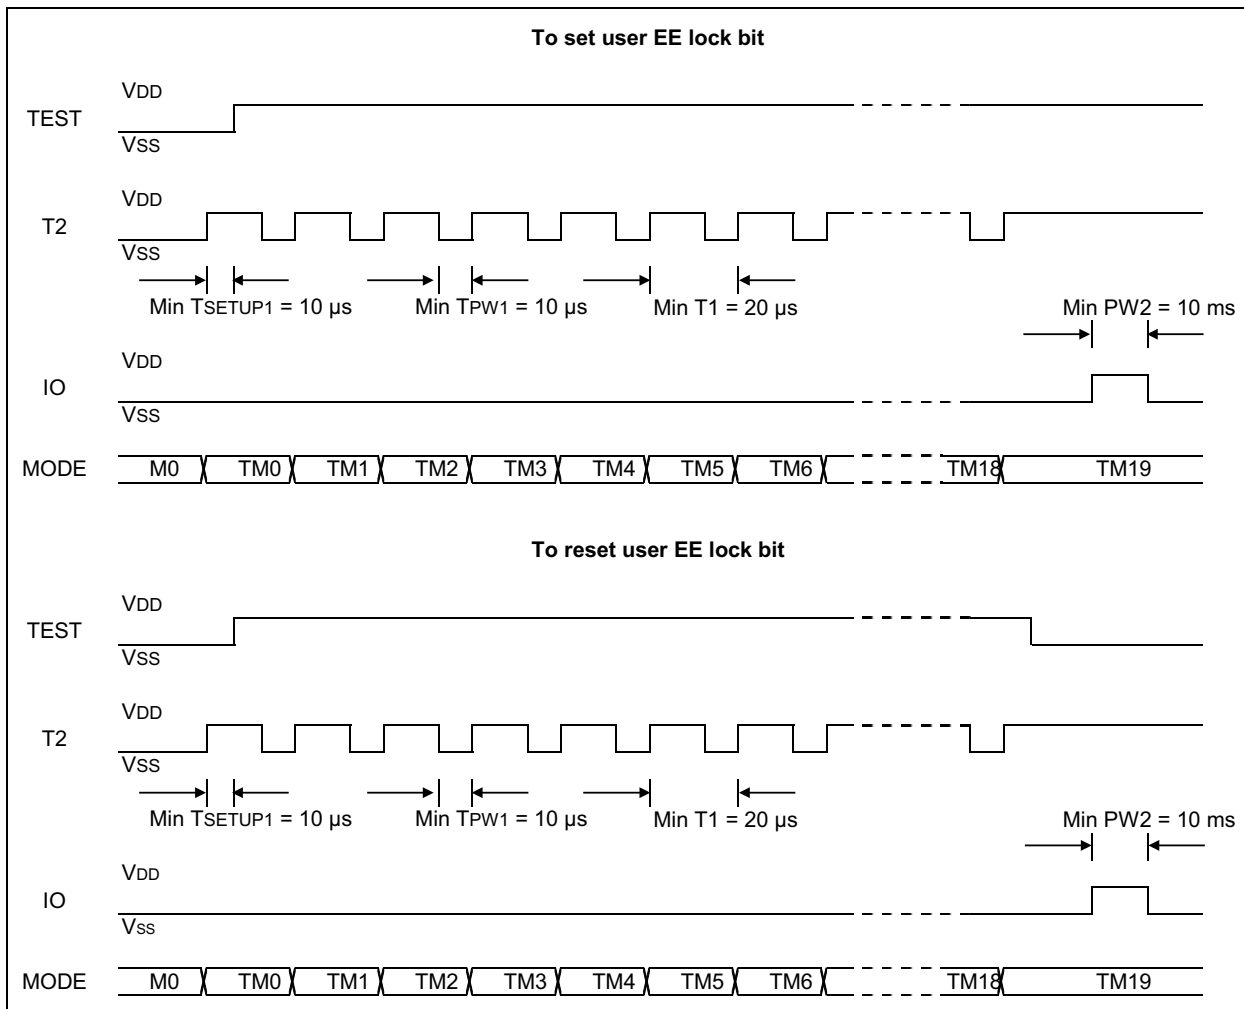 To set user EE lock bit
VDD
TEST
VSS
VDD
T2
VSS
Min TSETUP1 = 10 µs Min TPW1 = 10 µs Min T1 = 20 µs Min PW2 = 10 ms
VDD
IO
VSS
MODE M0 TM0 TM1 TM2 TM3 TM4 TM5 TM6 TM18 TM19
To reset user EE lock bit
VDD
TEST
VSS
VDD
T2
VSS
Min TSETUP1 = 10 µs Min TPW1 = 10 µs Min T1 = 20 µs Min PW2 = 10 ms
VDD
IO
Vss
MODE M0 TM0 TM1 TM2 TM3 TM4 TM5 TM6 TM18 TM19